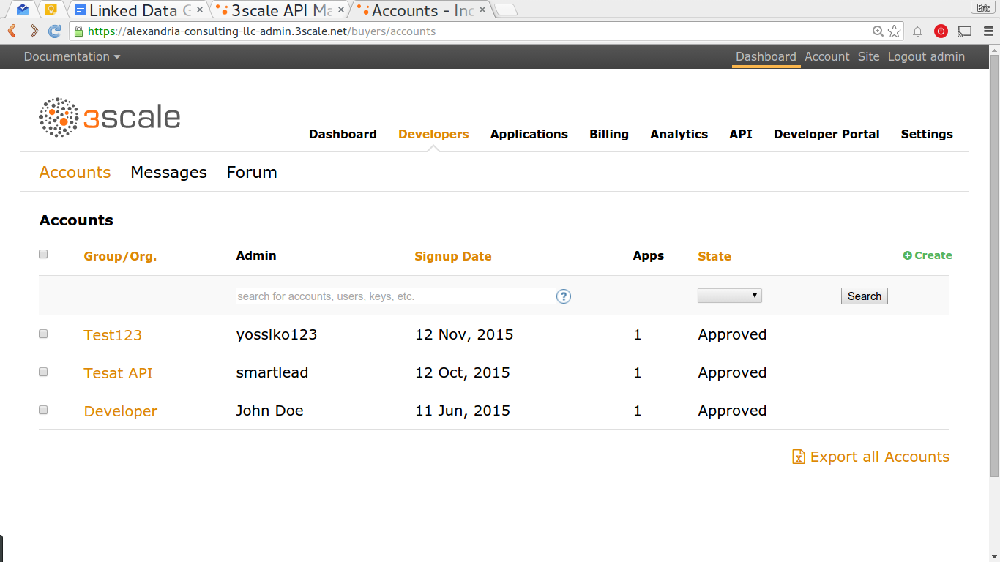 Linked Data G
3scale API Ma
Accounts - Ind
Eric
https://alexandria-consulting-llc-admin.3scale.net/buyers/accounts
Documentation
Dashboard Account Site Logout admin
3scale
Dashboard Developers Applications Billing Analytics API Developer Portal Settings
Accounts Messages Forum
Accounts
Group/Org. Admin Signup Date Apps State Create
search for accounts, users, keys, etc. ? Search
Test123 yossiko123 12 Nov, 2015 1 Approved
Tesat API smartlead 12 Oct, 2015 1 Approved
Developer John Doe 11 Jun, 2015 1 Approved
Export all Accounts